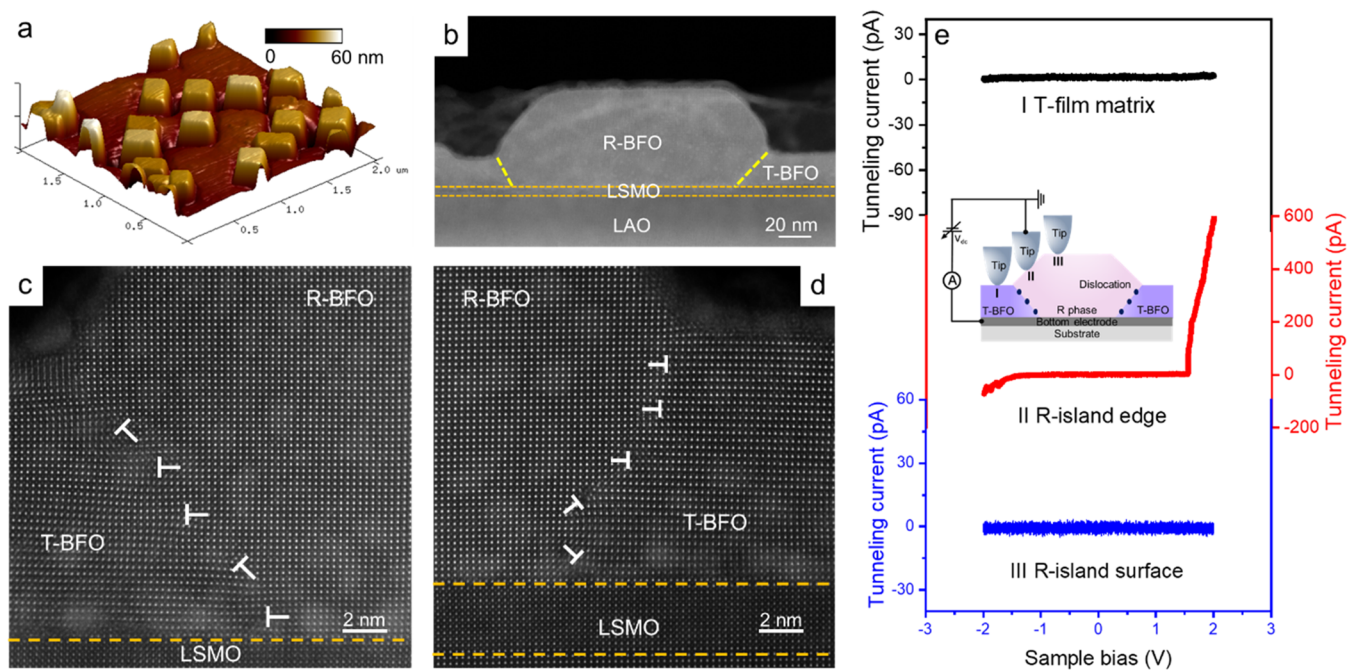 a
0
60 nm
2.0 um
1.5
1.0
0.5
1.5
1.0
0.5
b
R-BFO
T-BFO
LSMO
LAO
20 nm
c
R-BFO
T-BFO
2 nm
LSMO
d
R-BFO
T-BFO
LSMO
2 nm
e
Tunneling current (pA)
30
0
-30
-60
-90
I T-film matrix
Vdc
A
Tip
Tip
Tip
I
II
III
Dislocation
T-BFO
R phase
T-BFO
Bottom electrode
Substrate
600
400
200
0
-200
Tunneling current (pA)
II R-island edge
60
30
0
-30
Tunneling current (pA)
III R-island surface
-3
-2
-1
0
1
2
3
Sample bias (V)